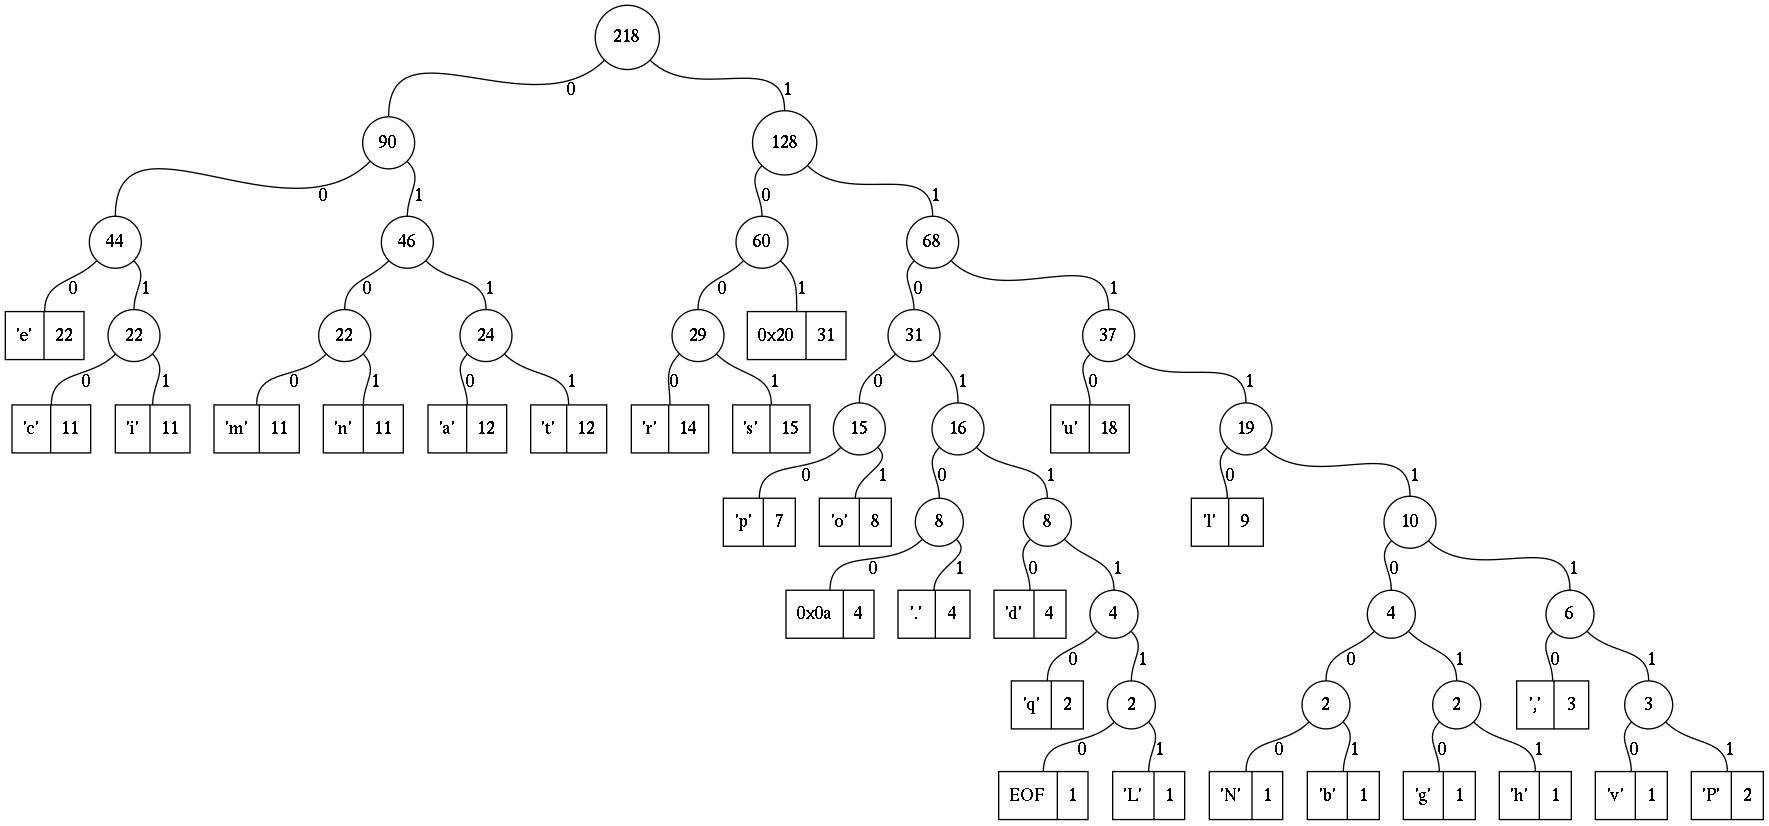 218
0 1
90 128
0 1 0 1
44 46 60 68
0 1 0 1 0 1 0 1
'e' 22 22 22 24 29 0x20 31 31 37
0 1 0 1 0 1 0 1 0 1 0 1
'c' 11 'i' 11 'm' 11 'n' 11 'a' 12 't' 12 'r' 14 's' 15 15 16 'u' 18 19
0 1 0 1 0 1
'p' 7 'o' 8 8 8 'l' 9 10
0 1 0 1 0 1
0x0a 4 '.' 4 'd' 4 4 4 6
0 1 0 1 0 1
'q' 2 2 2 2 ',' 3 3
0 1 0 1 0 1 0 1
EOF 1 'L' 1 'N' 1 'b' 1 'g' 1 'h' 1 'v' 1 'P' 2